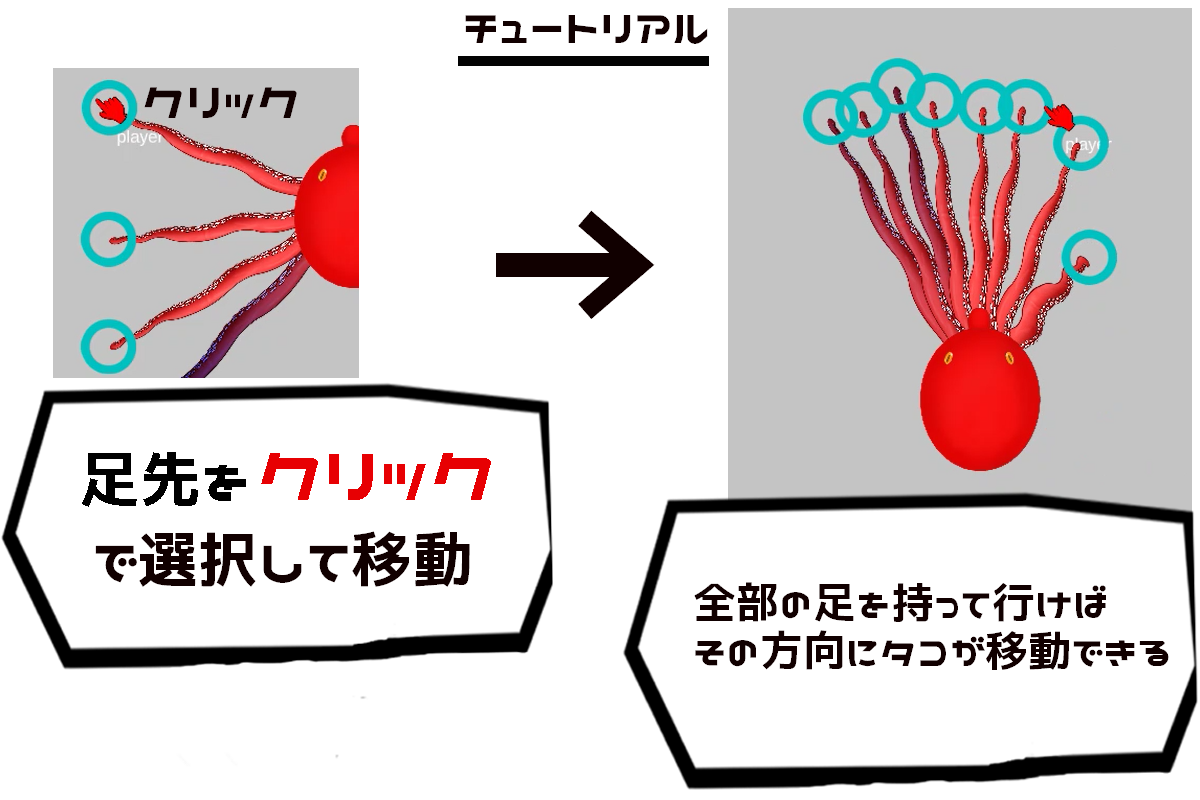 チュートリアル
クリック
player
足先をクリック
で選択して移動
player
全部の足を持って行けば
その方向にタコが移動できる